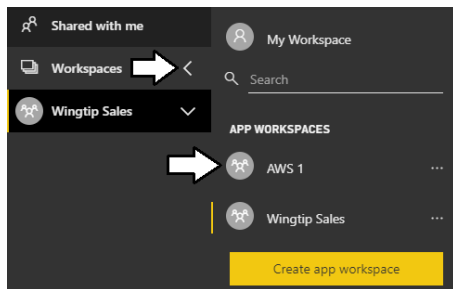 Shared with me
Workspaces
Wingtip Sales
My Workspace
Search
APP WORKSPACES
AWS 1
Wingtip Sales
Create app workspace